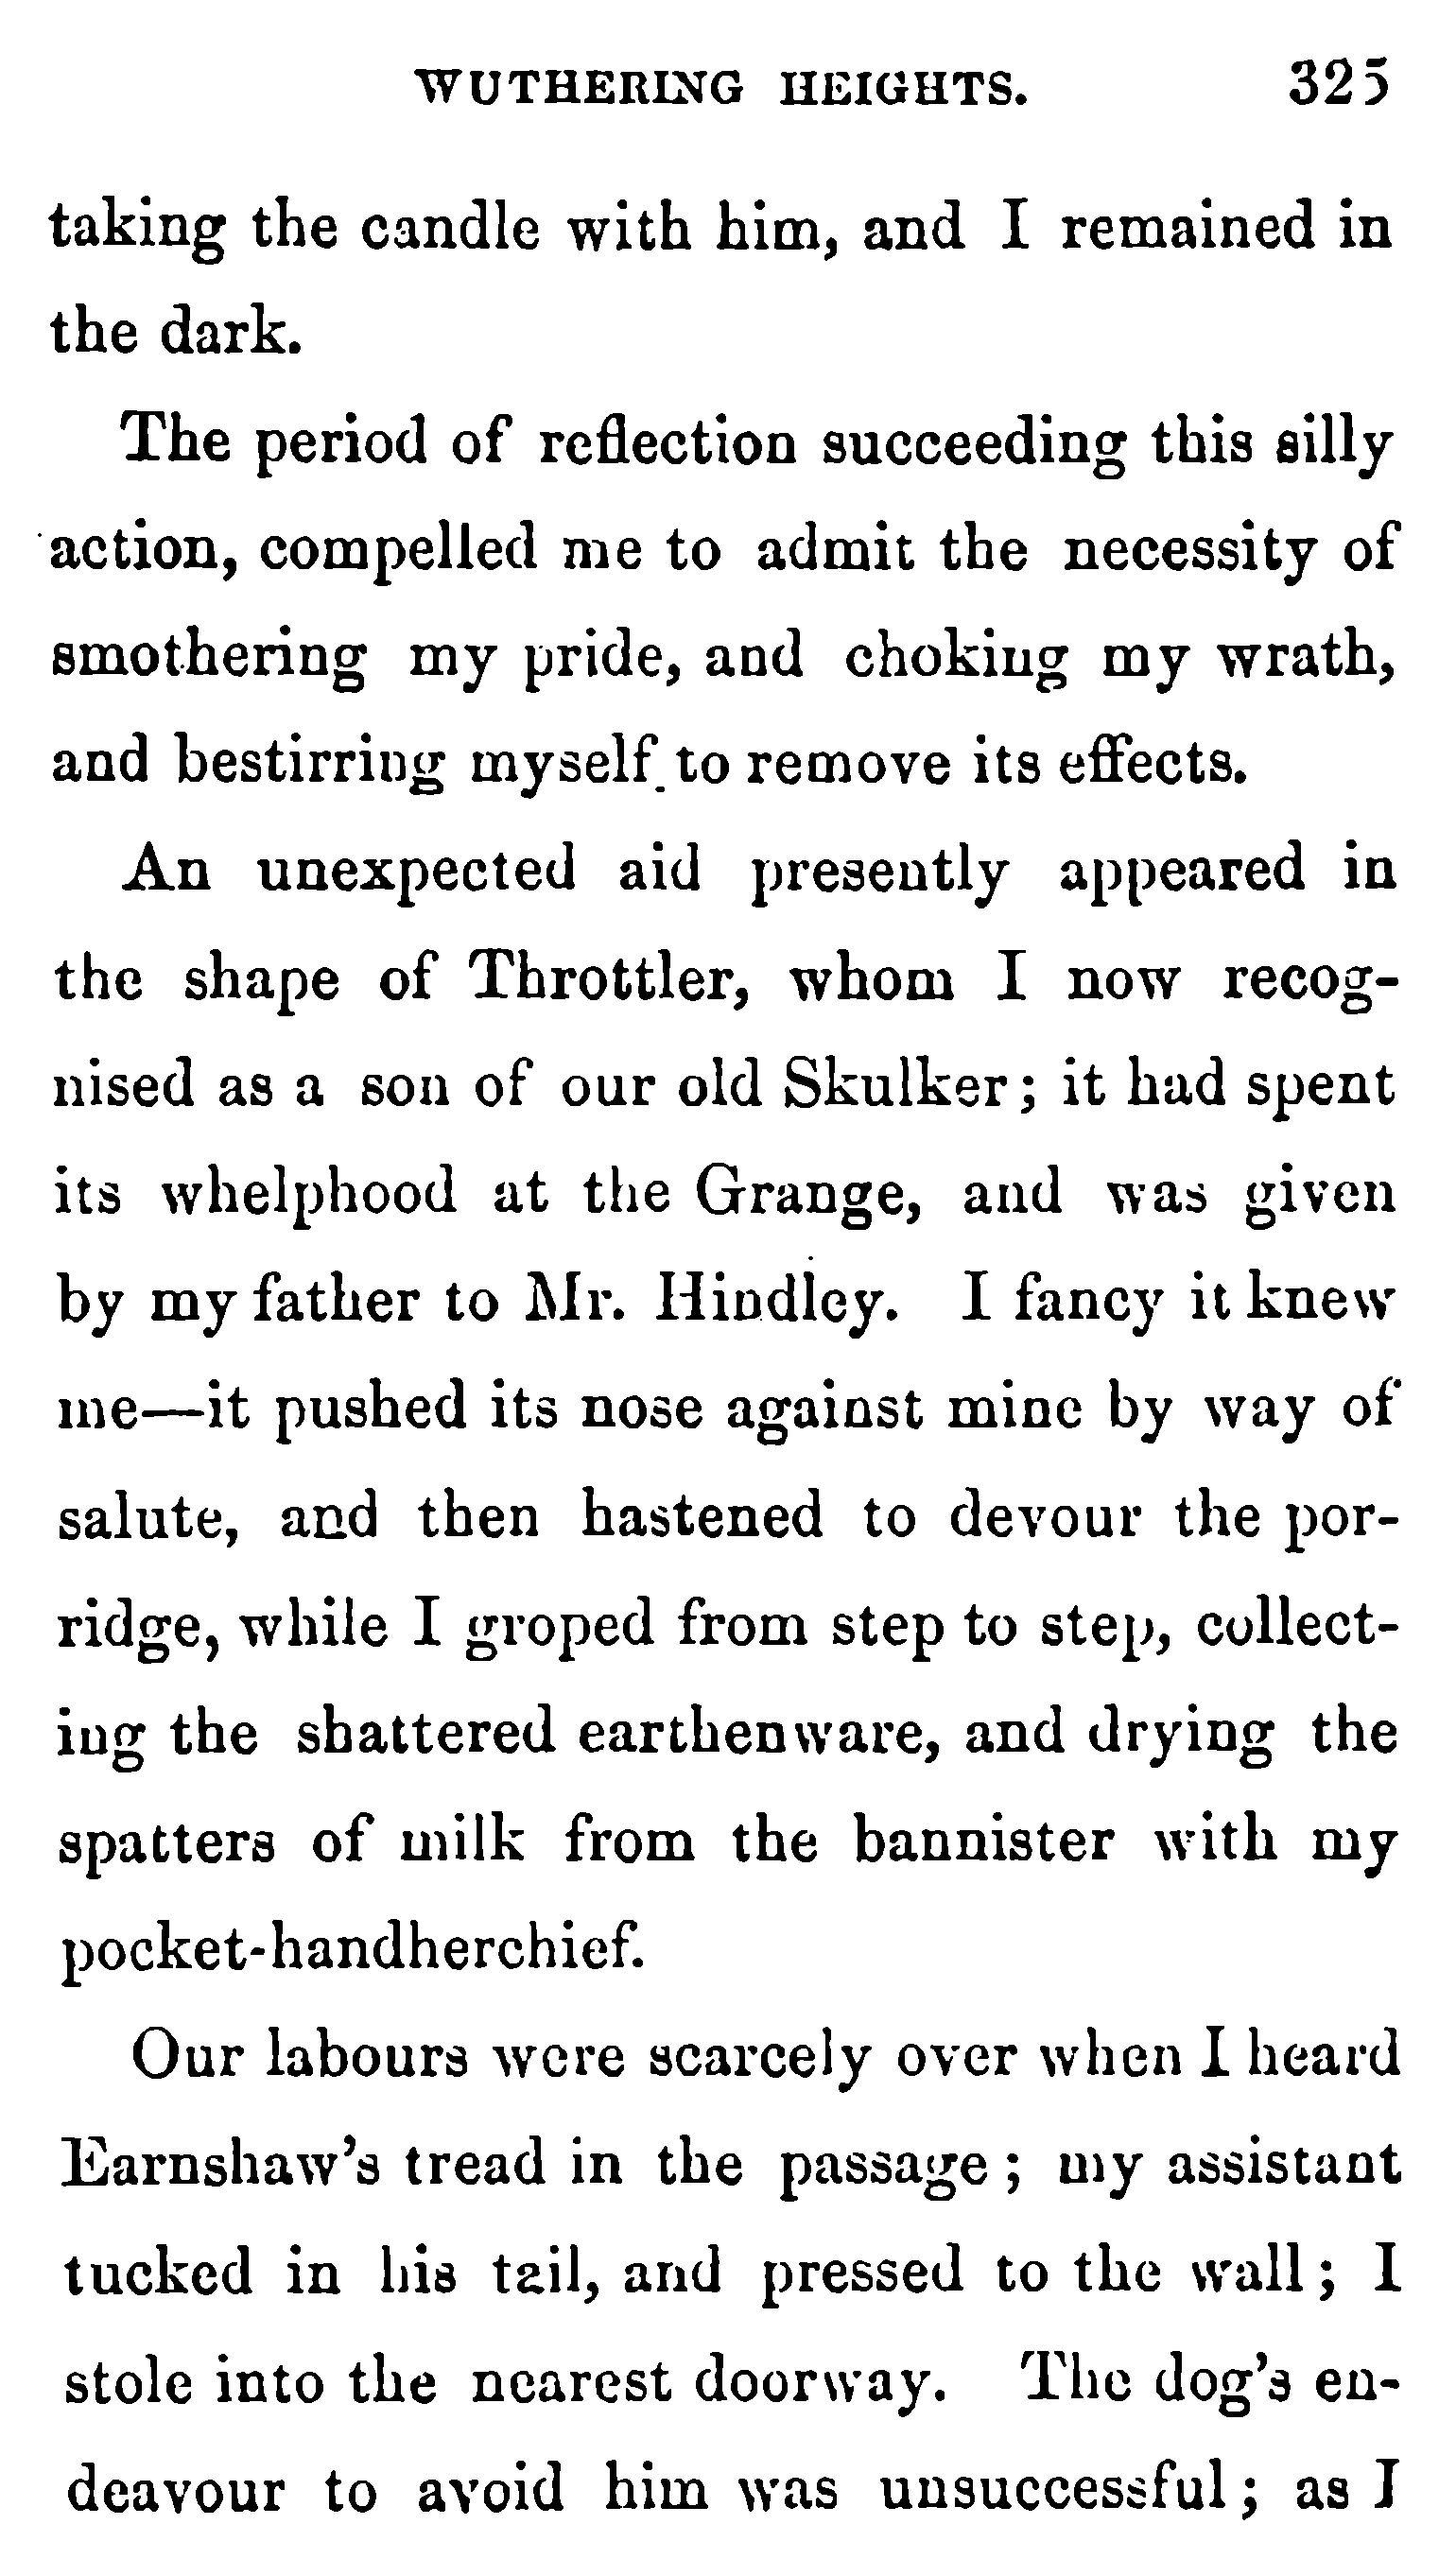 WUTHERING HEIGHTS. 325
taking the candle with him, and I remained in
the dark.
The period of reflection succeeding this silly
action, compelled me to admit the necessity of
smothering my pride, and choking my wrath,
and bestirring myself to remove its effects.
An unexpected aid presently appeared in
the shape of Throttler, whom I now recog-
nised as a son of our old Skulker; it had spent
its whelphood at the Grange, and was given
by my father to Mr. Hindley. I fancy it knew
me—it pushed its nose against mine by way of
salute, and then hastened to devour the por-
ridge, while I groped from step to step, collect-
ing the shattered earthenware, and drying the
spatters of milk from the bannister with my
pocket-handherchief.
Our labours were scarcely over when I heard
Earnshaw's tread in the passage; my assistant
tucked in his tail, and pressed to the wall; I
stole into the nearest doorway. The dog's en-
deavour to avoid him was unsuccessful; as I